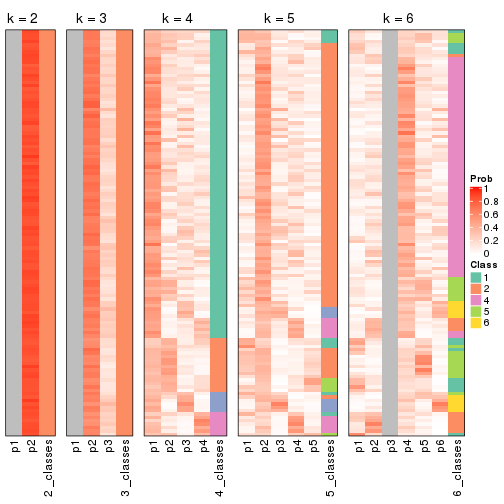 k = 2
k = 3
k = 4
k = 5
k = 6
p1
p2
2_classes
p1
p2
p3
3_classes
p1
p2
p3
p4
4_classes
p1
p2
p3
p4
p5
5_classes
p1
p2
p3
p4
p5
p6
6_classes
Prob
1
0.8
0.6
0.4
0.2
0
Class
1
2
4
5
6